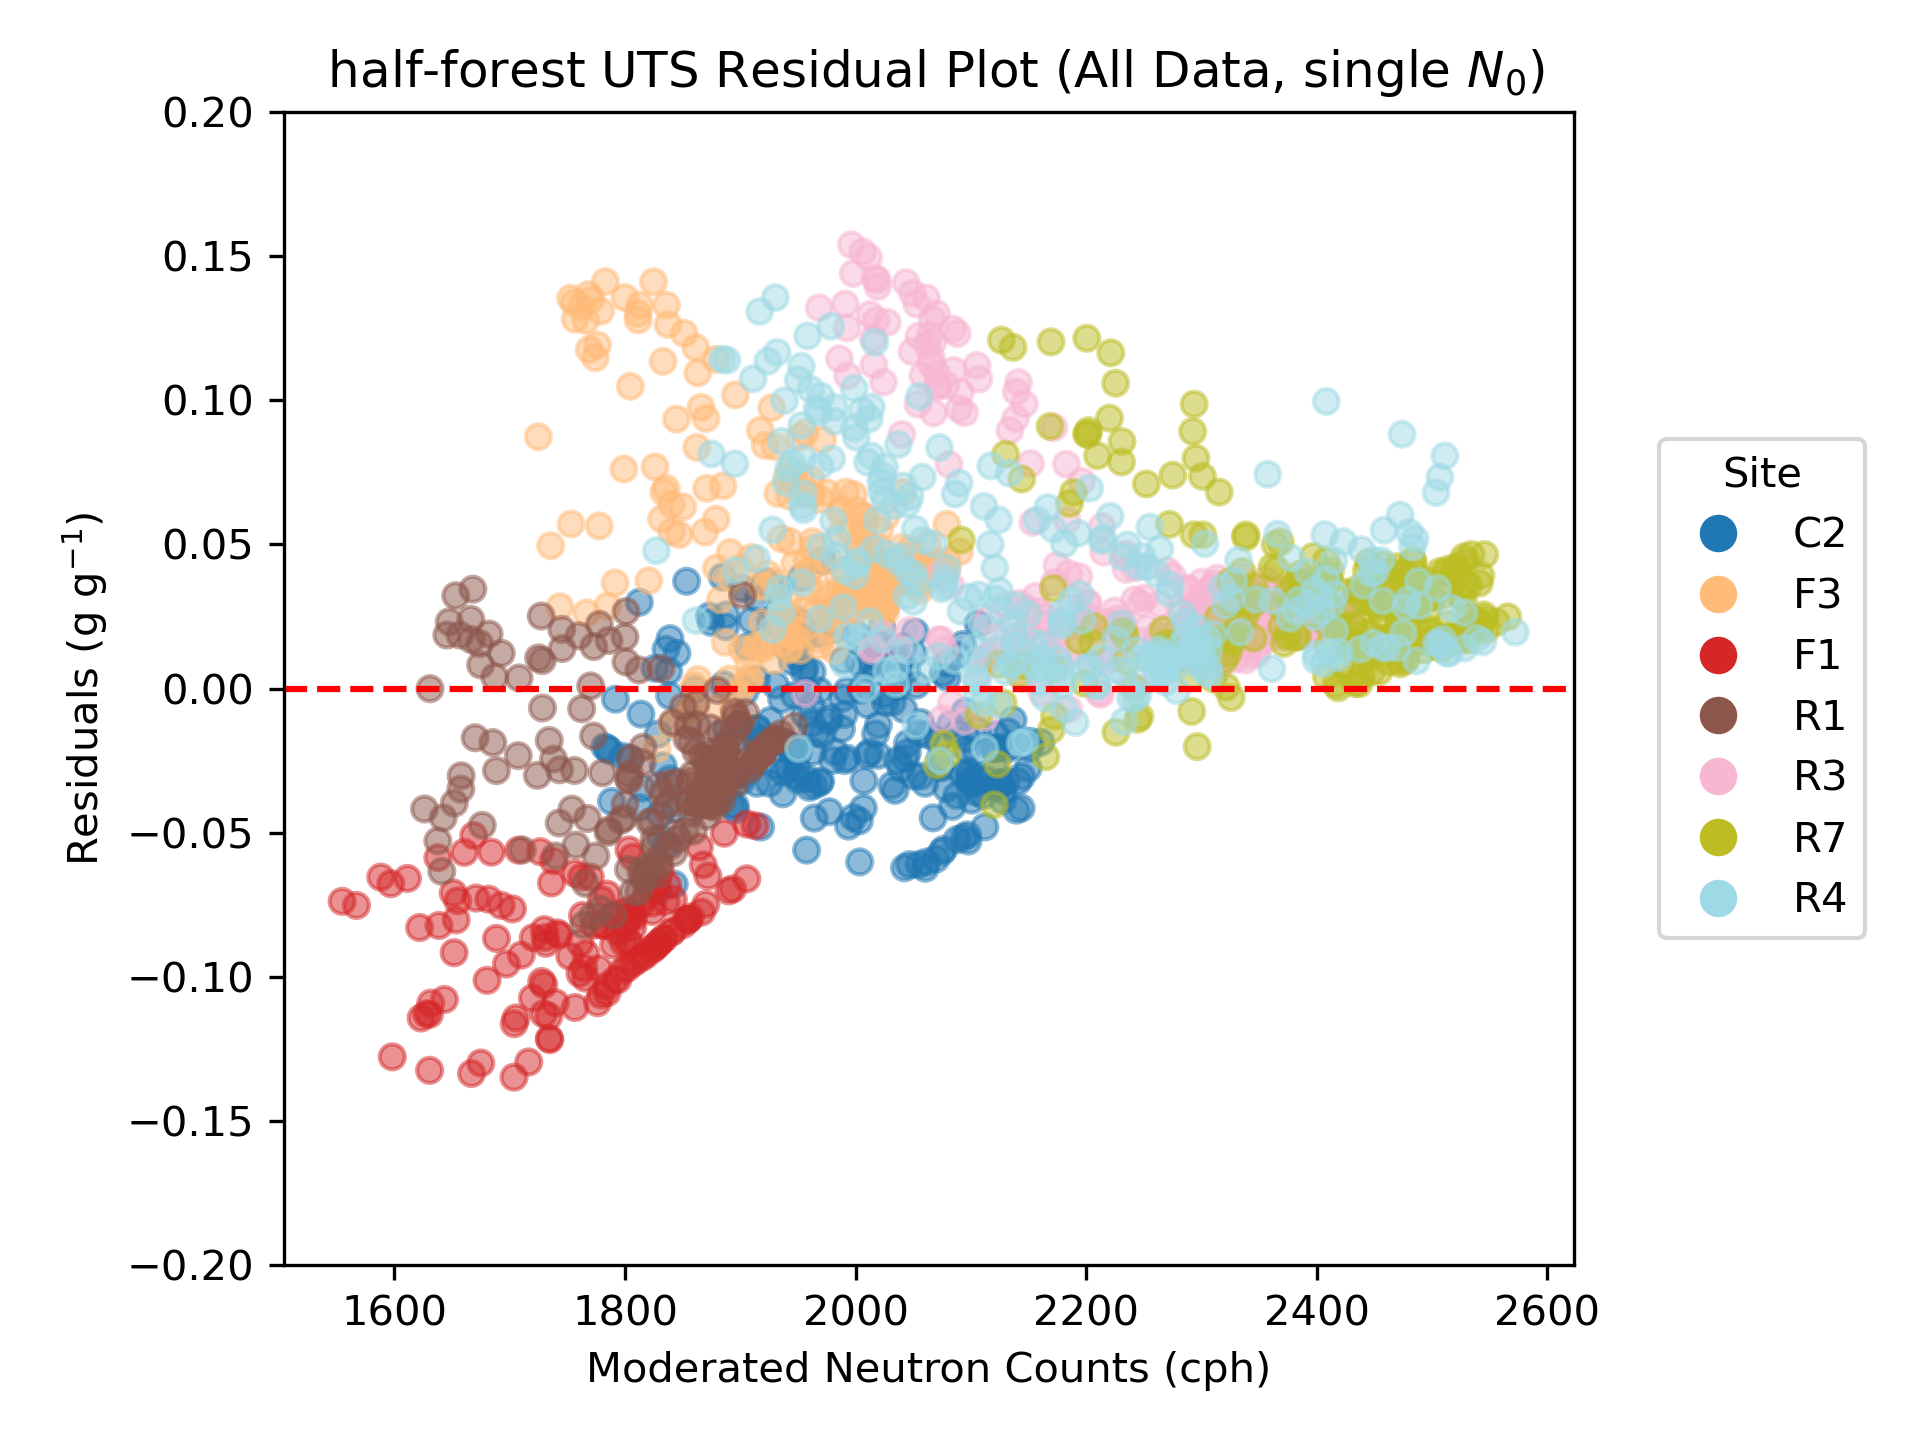 half-forest UTS Residual Plot (All Data, single N₀)
0.20
0.15
0.10
0.05
0.00
−0.05
−0.10
−0.15
−0.20
Residuals (g g⁻¹)
1600 1800 2000 2200 2400 2600
Moderated Neutron Counts (cph)
Site
C2
F3
F1
R1
R3
R7
R4